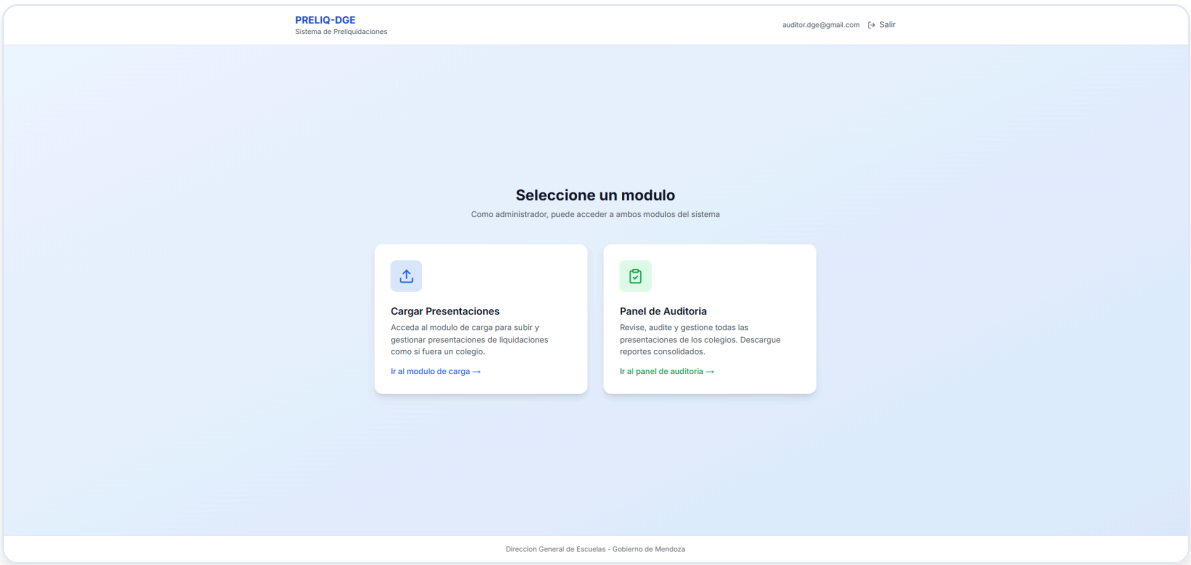 PRELIQ-DGE
Sistema de Preliquidaciones
auditor.dge@gmail.com
Salir
Seleccione un modulo
Como administrador, puede acceder a ambos modulos del sistema
Cargar Presentaciones
Acceda al modulo de carga para subir y
gestionar presentaciones de liquidaciones
como si fuera un colegio.
Ir al modulo de carga →
Panel de Auditoria
Revise, audite y gestione todas las
presentaciones de los colegios. Descargue
reportes consolidados.
Ir al panel de auditoria →
Direccion General de Escuelas - Gobierno de Mendoza